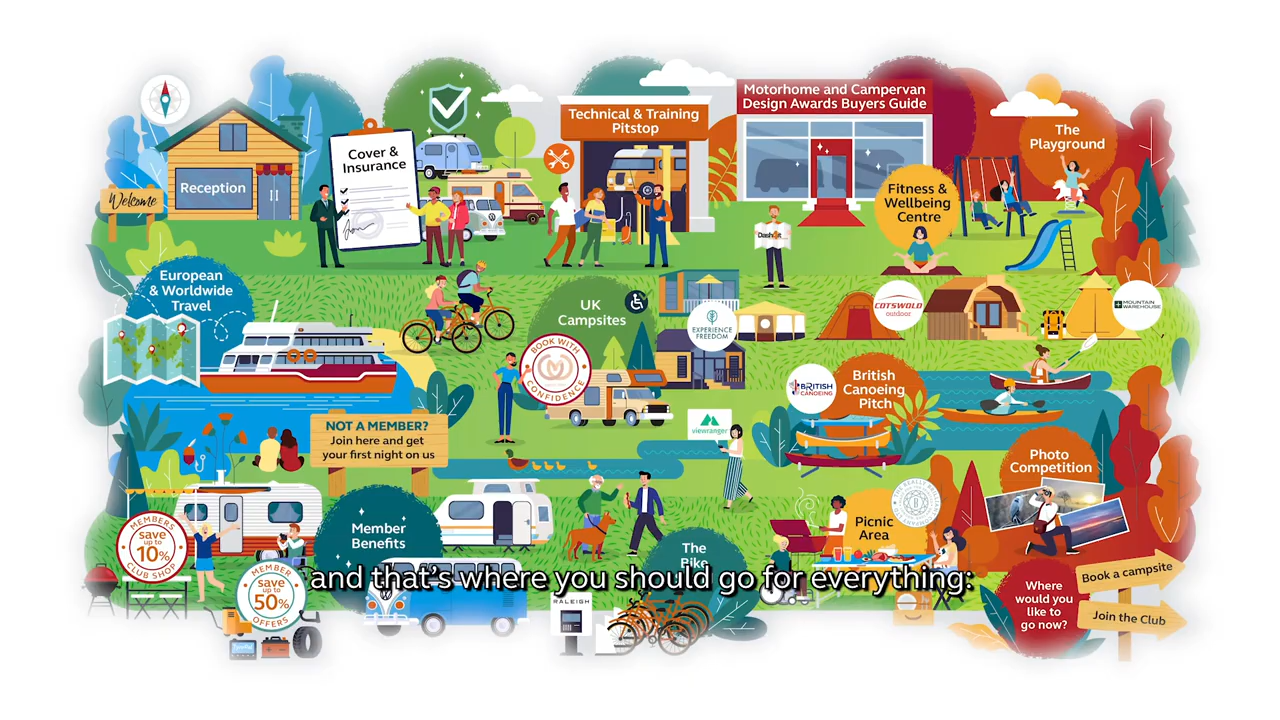 Motorhome and Campervan
Design Awards Buyers Guide
Technical & Training
Pitstop
The
Playground
Cover &
Insurance
Reception
Welcome
Fitness &
Wellbeing
Centre
European
& Worldwide
Travel
UK
Campsites
EXPERIENCE
FREEDOM
COTSWOLD
outdoor
MOUNTAIN
WAREHOUSE
BOOK WITH
CONFIDENCE
BRITISH
CANOEING
British
Canoeing
Pitch
NOT A MEMBER?
Join here and get
your first night on us
viewranger
Photo
Competition
Member
Benefits
Picnic
Area
MEMBERS
save
up to
10%
CLUB SHOP
The
Bike
and that's where you should go for everything:
MEMBER
save
up to
50%
OFFERS
RALEIGH
Where
would you
like to
go now?
Book a campsite
Join the Club